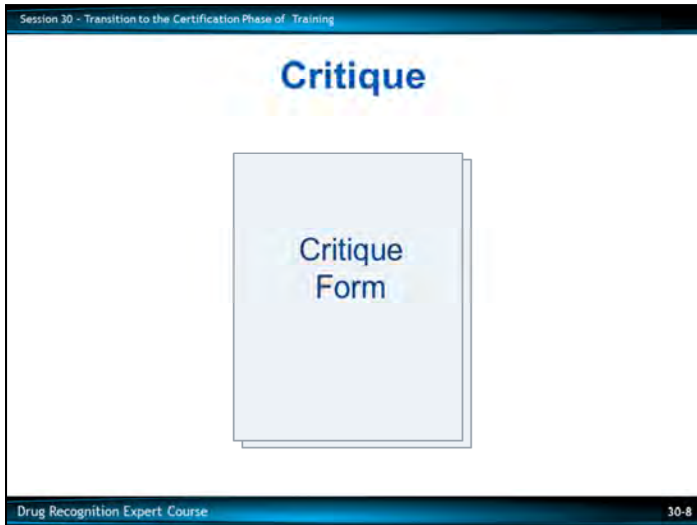 Session 30 - Transition to the Certification Phase of Training
Critique
Critique
Form
Drug Recognition Expert Course
30-8